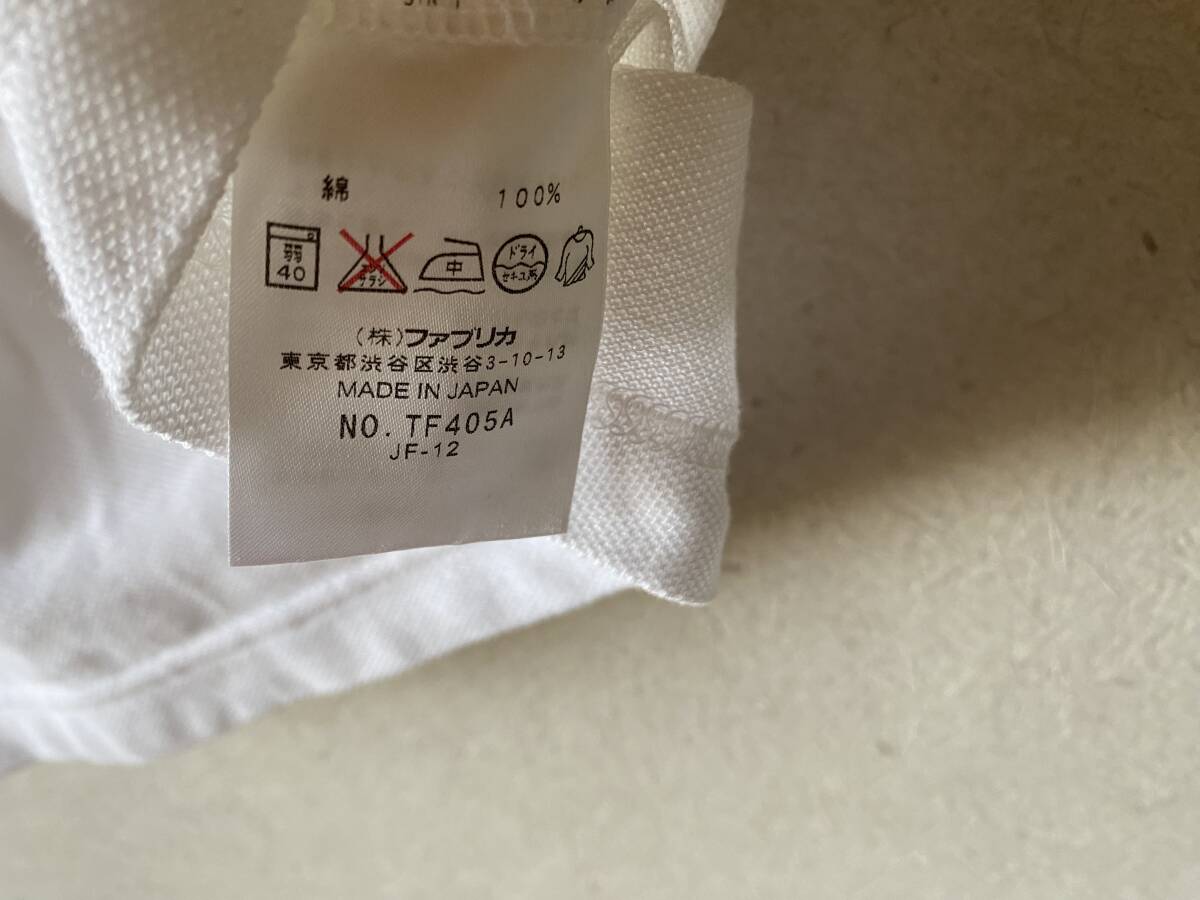 綿 100%
弱 40
エンソ サラシ
中
ドライ セキユ系
(株)ファブリカ
東京都渋谷区渋谷3-10-13
MADE IN JAPAN
NO. TF405A
JF-12